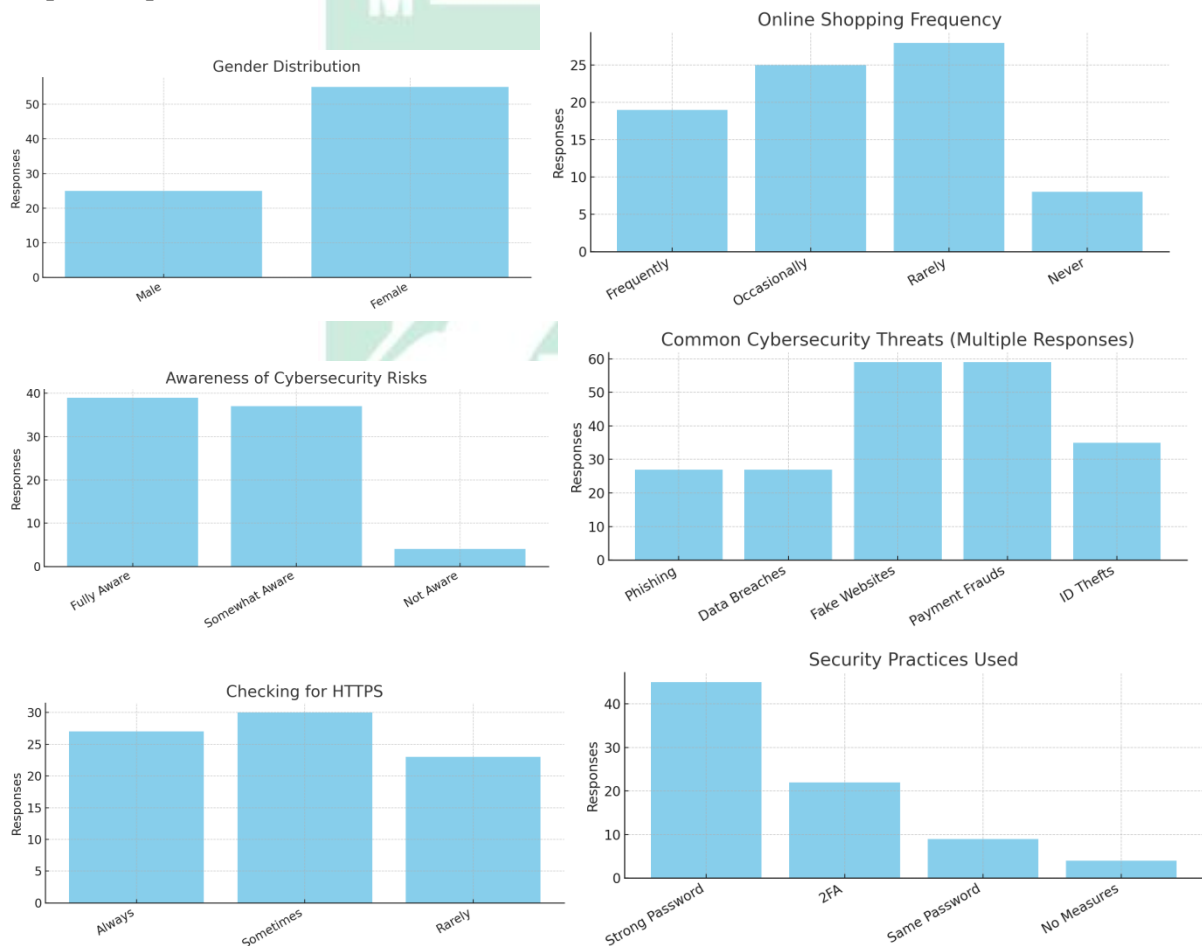 Gender Distribution
Responses
50
40
30
20
10
0
Male
Female
Online Shopping Frequency
Responses
25
20
15
10
5
0
Frequently
Occasionally
Rarely
Never
Awareness of Cybersecurity Risks
Responses
40
30
20
10
0
Fully Aware
Somewhat Aware
Not Aware
Common Cybersecurity Threats (Multiple Responses)
Responses
60
50
40
30
20
10
0
Phishing
Data Breaches
Fake Websites
Payment Frauds
ID Thefts
Checking for HTTPS
Responses
30
25
20
15
10
5
0
Always
Sometimes
Rarely
Security Practices Used
Responses
40
30
20
10
0
Strong Password
2FA
Same Password
No Measures